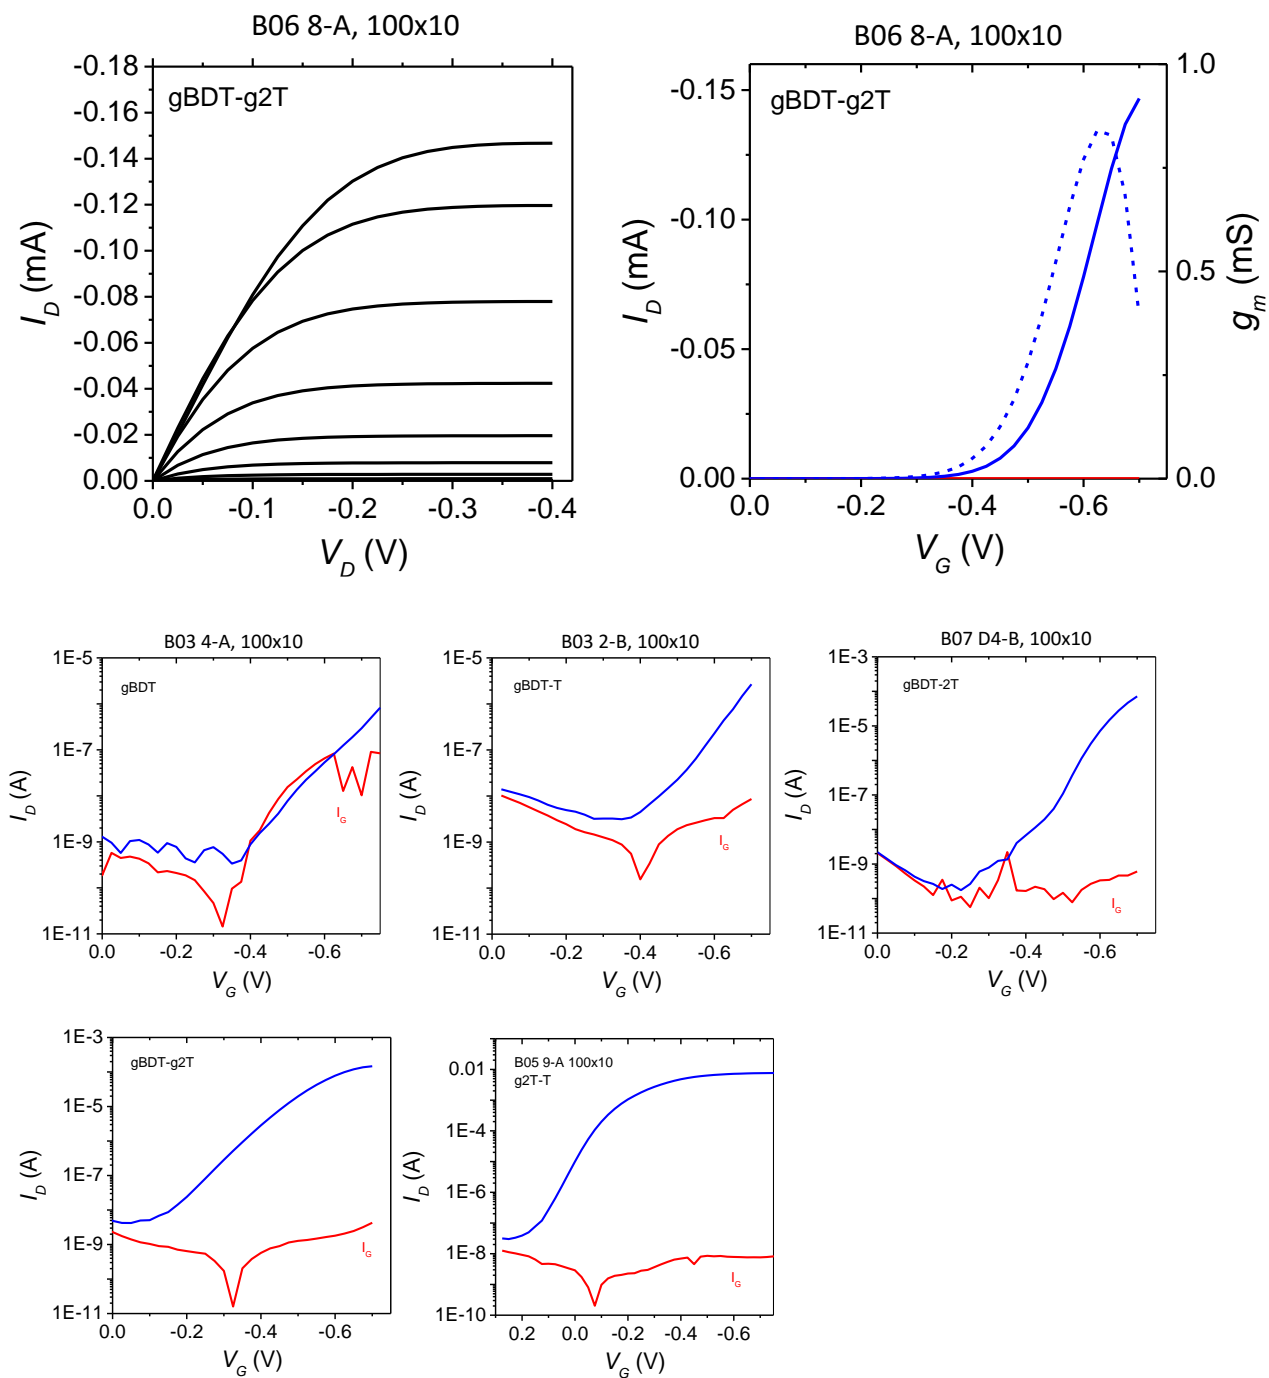 B06 8-A, 100x10
gBDT-g2T
-0.18
-0.16
-0.14
-0.12
-0.10
-0.08
-0.06
-0.04
-0.02
0.00
I_D (mA)
0.0 -0.1 -0.2 -0.3 -0.4
V_D (V)
B06 8-A, 100x10
gBDT-g2T
-0.15
-0.10
-0.05
0.00
I_D (mA)
1.0
0.5
0.0
g_m (mS)
0.0 -0.2 -0.4 -0.6
V_G (V)
B03 4-A, 100x10
gBDT
1E-5
1E-7
1E-9
1E-11
I_D (A)
I_G
0.0 -0.2 -0.4 -0.6
V_G (V)
B03 2-B, 100x10
gBDT-T
1E-5
1E-7
1E-9
1E-11
I_D (A)
I_G
0.0 -0.2 -0.4 -0.6
V_G (V)
B07 D4-B, 100x10
gBDT-2T
1E-3
1E-5
1E-7
1E-9
1E-11
I_D (A)
I_G
0.0 -0.2 -0.4 -0.6
V_G (V)
gBDT-g2T
1E-3
1E-5
1E-7
1E-9
1E-11
I_D (A)
I_G
0.0 -0.2 -0.4 -0.6
V_G (V)
B05 9-A 100x10
g2T-T
0.01
1E-4
1E-6
1E-8
1E-10
I_D (A)
I_G
0.2 0.0 -0.2 -0.4 -0.6
V_G (V)